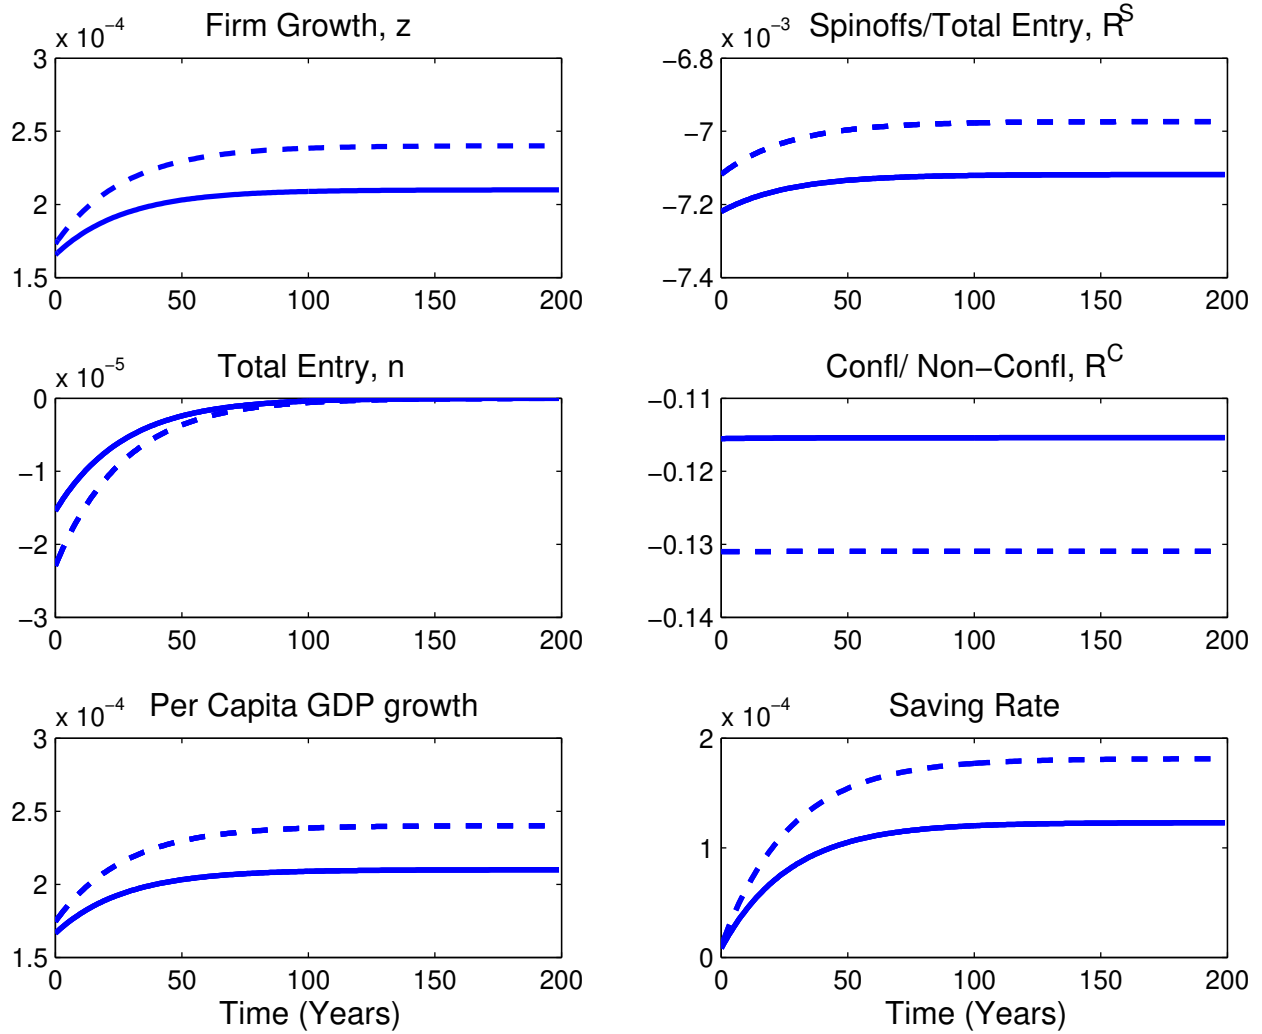 x 10−4
Firm Growth, z
3
2.5
2
1.5
0 50 100 150 200
x 10−3
Spinoffs/Total Entry, RS
−6.8
−7
−7.2
−7.4
0 50 100 150 200
x 10−5
Total Entry, n
0
−1
−2
−3
0 50 100 150 200
Confl/ Non−Confl, RC
−0.11
−0.12
−0.13
−0.14
0 50 100 150 200
x 10−4
Per Capita GDP growth
3
2.5
2
1.5
0 50 100 150 200
Time (Years)
x 10−4
Saving Rate
2
1
0
0 50 100 150 200
Time (Years)